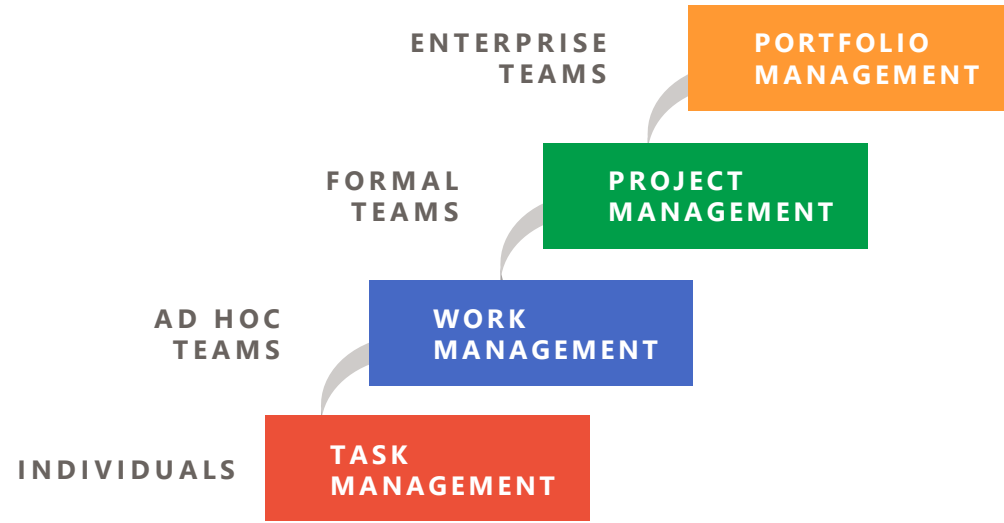 ENTERPRISE
TEAMS
PORTFOLIO
MANAGEMENT
FORMAL
TEAMS
PROJECT
MANAGEMENT
AD HOC
TEAMS
WORK
MANAGEMENT
INDIVIDUALS
TASK
MANAGEMENT